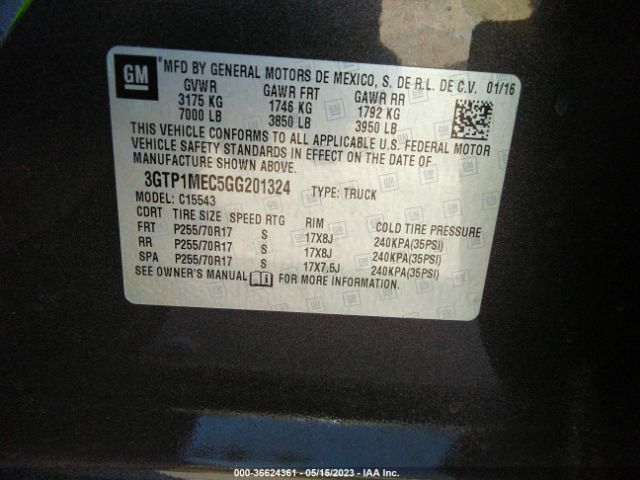 GM
®MFD BY GENERAL MOTORS DE MEXICO, S. DE R.L. DE C.V. 01/16
GVWR GAWR FRT GAWR RR
3175 KG 1746 KG 1792 KG
7000 LB 3850 LB 3950 LB
THIS VEHICLE CONFORMS TO ALL APPLICABLE U.S. FEDERAL MOTOR
VEHICLE SAFETY STANDARDS IN EFFECT ON THE DATE OF
MANUFACTURE SHOWN ABOVE.
3GTP1MEC5GG201324 TYPE: TRUCK
MODEL: C15543
CDRT TIRE SIZE SPEED RTG RIM COLD TIRE PRESSURE
FRT P255/70R17 S 17X8J 240KPA(35PSI)
RR P255/70R17 S 17X8J 240KPA(35PSI)
SPA P255/70R17 S 17X7.5J 240KPA(35PSI)
SEE OWNER'S MANUAL FOR MORE INFORMATION.
000-36624361 - 05/15/2023 - IAA Inc.